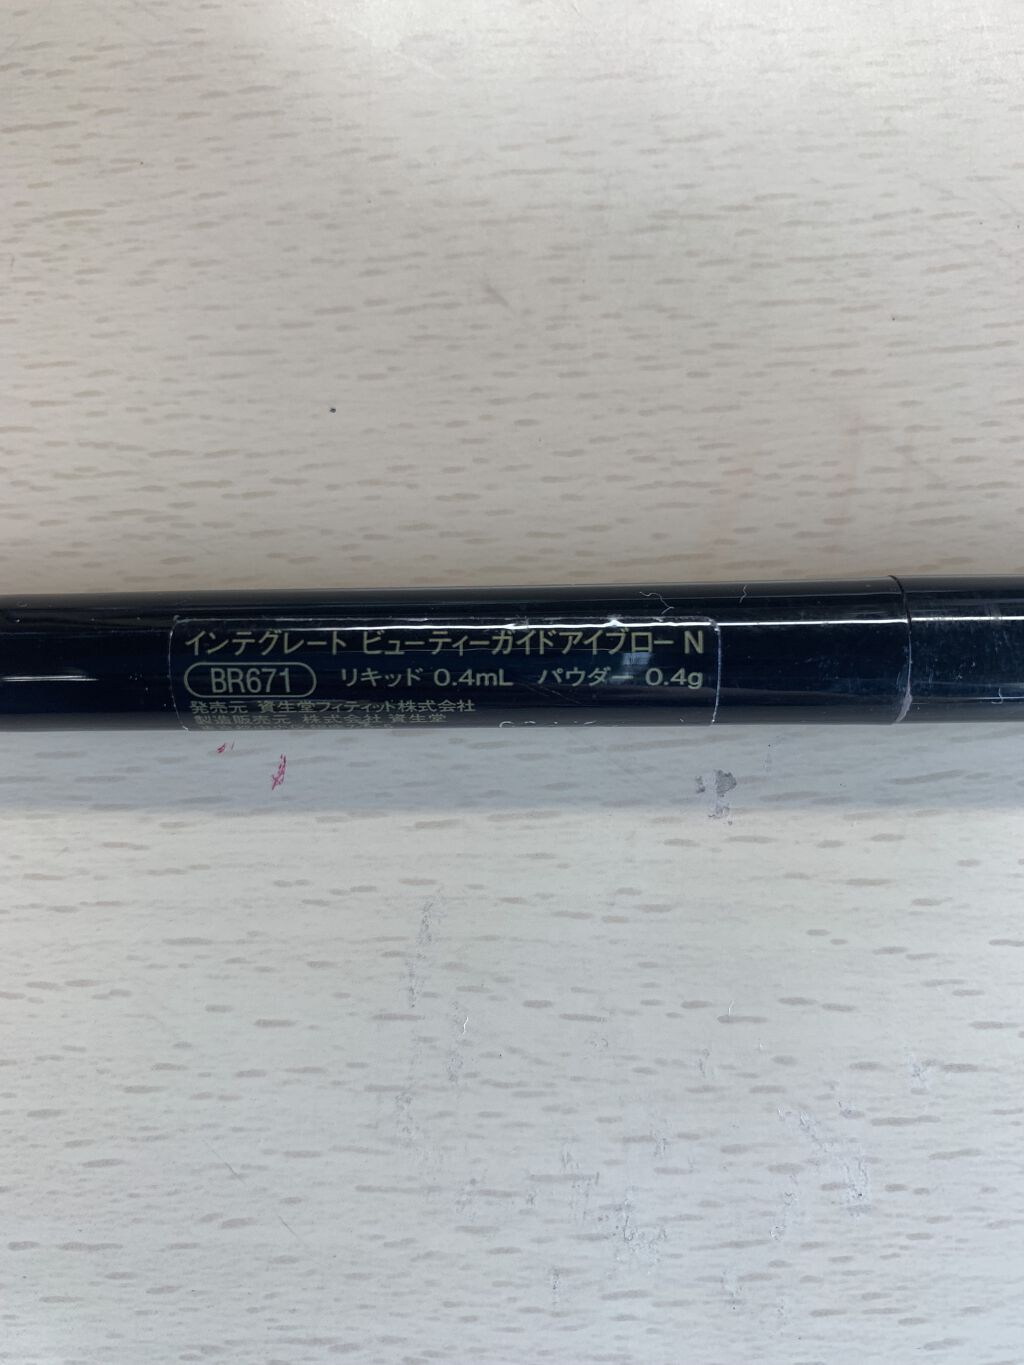 インテグレート ビューティーガイドアイブロー N
BR671 リキッド 0.4mL パウダー 0.4g
発売元 資生堂フィティット株式会社
製造販売元 株式会社 資生堂